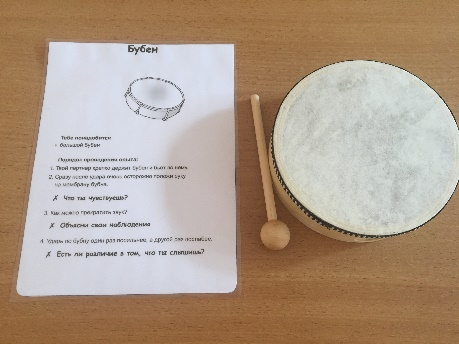 Бубен
Тебе понадобится
• большой бубен
Порядок проведения опыта:
1. Твой партнер крепко держит бубен и бьет по нему.
2. Сразу после удара очень осторожно положи руку
на мембрану бубна.
✗ Что ты чувствуешь?
3. Как можно прекратить звук?
✗ Объясни свои наблюдения
4. Ударь по бубну один раз посильнее, а другой раз послабее.
✗ Есть ли различие в том, что ты слышишь?